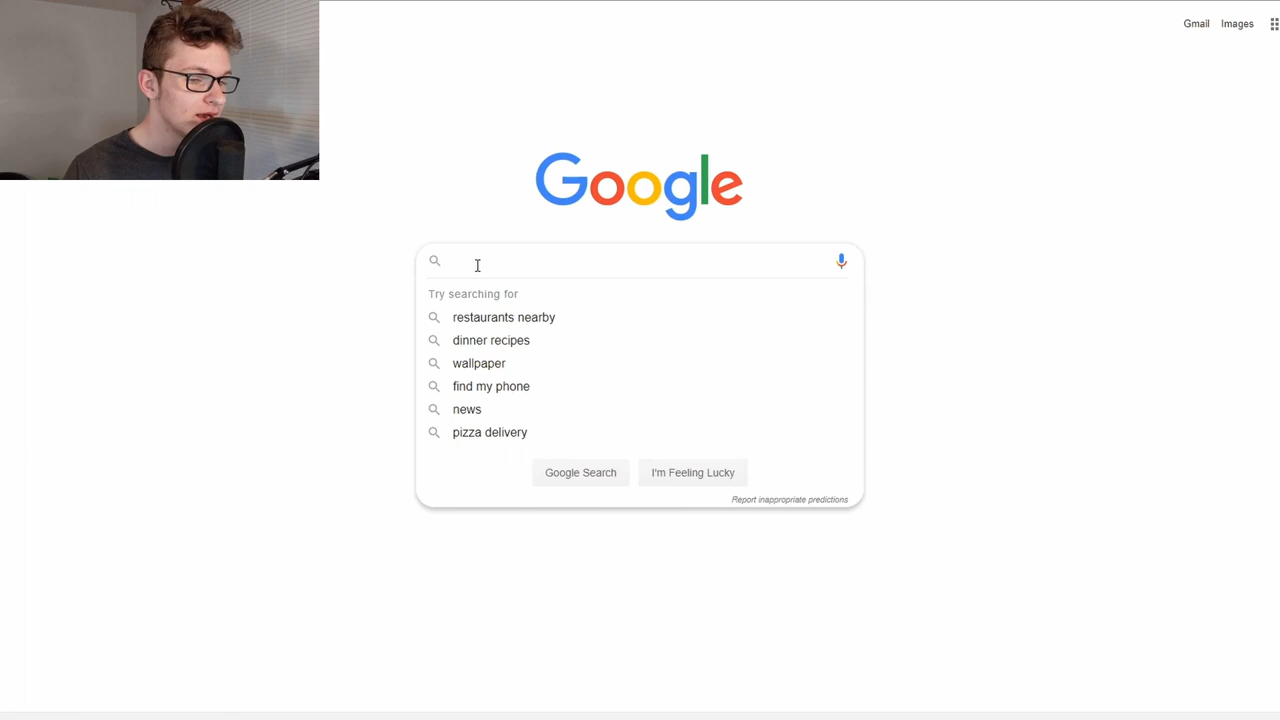 Gmail Images
Google
Try searching for
restaurants nearby
dinner recipes
wallpaper
find my phone
news
pizza delivery
Google Search I'm Feeling Lucky
Report inappropriate predictions